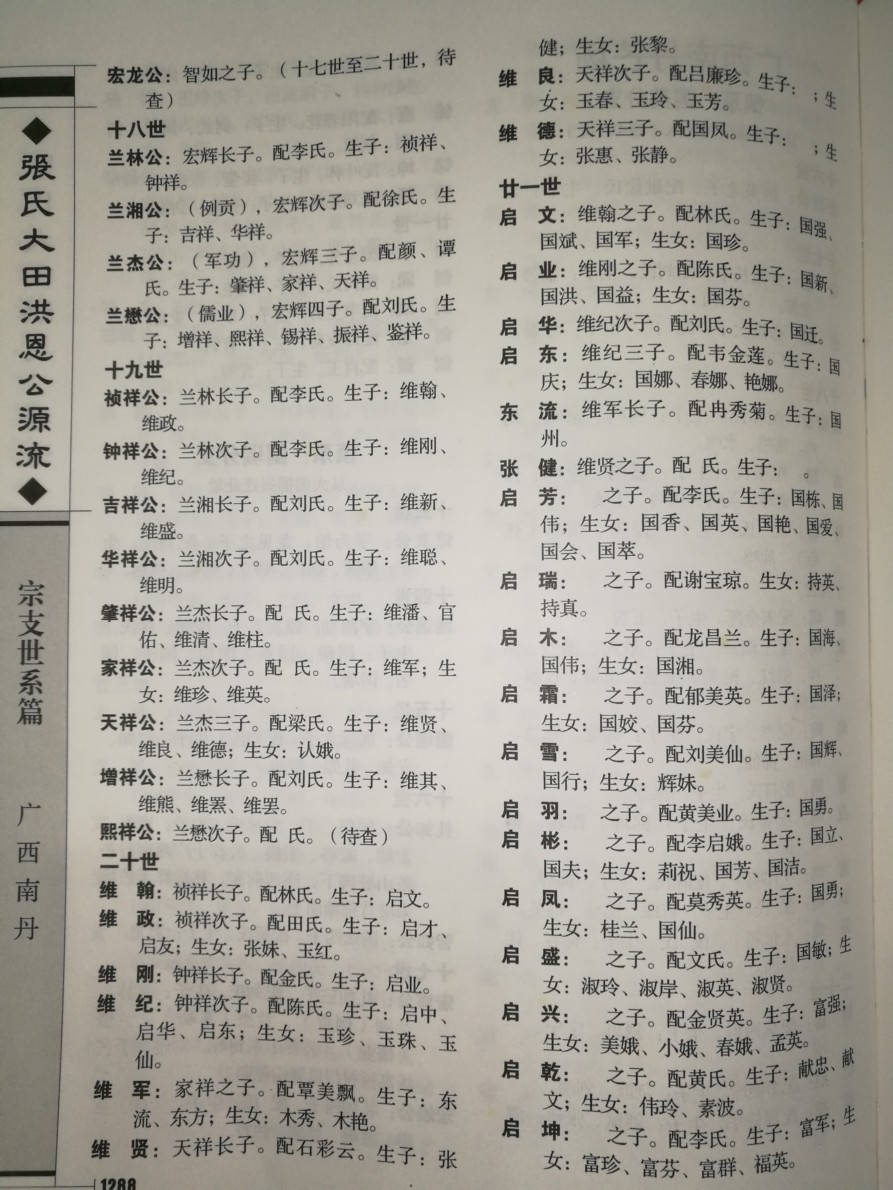 ◆張氏大田洪恩公源流◆
宗支世系篇
广西南丹
宏龙公：智如之子。（十七世至二十世，待
查）
十八世
兰林公：宏辉长子。配李氏。生子：祯祥、
钟祥。
兰湘公：（例贡），宏辉次子。配徐氏。生
子：吉祥、华祥。
兰杰公：（军功），宏辉三子。配颜、谭
氏。生子：肇祥、家祥、天祥。
兰懋公：（儒业），宏辉四子。配刘氏。生
子：增祥、熙祥、锡祥、振祥、鉴祥。
十九世
祯祥公：兰林长子。配李氏。生子：维翰、
维政。
钟祥公：兰林次子。配李氏。生子：维刚、
维纪。
吉祥公：兰湘长子。配刘氏。生子：维新、
维盛。
华祥公：兰湘次子。配刘氏。生子：维聪、
维明。
肇祥公：兰杰长子。配 氏。生子：维潘、官
佑、维清、维柱。
家祥公：兰杰次子。配 氏。生子：维军；生
女：维珍、维英。
天祥公：兰杰三子。配梁氏。生子：维贤、
维良、维德；生女：认娥。
增祥公：兰懋长子。配刘氏。生子：维其、
维熊、维罴、维罢。
熙祥公：兰懋次子。配 氏。（待查）
二十世
维 翰：祯祥长子。配林氏。生子：启文。
维 政：祯祥次子。配田氏。生子：启才、
启友；生女：张妹、玉红。
维 刚：钟祥长子。配金氏。生子：启业。
维 纪：钟祥次子。配陈氏。生子：启中、
启华、启东；生女：玉珍、玉珠、玉
仙。
维 军：家祥之子。配覃美飘。生子：东
流、东方；生女：木秀、木艳。
维 贤：天祥长子。配石彩云。生子：张
1288
健；生女：张黎。
维 良：天祥次子。配吕廉珍。生子： ；生
女：玉春、玉玲、玉芳。
维 德：天祥三子。配国凤。生子： ；生
女：张惠、张静。
廿一世
启 文：维翰之子。配林氏。生子：国强、
国斌、国军；生女：国珍。
启 业：维刚之子。配陈氏。生子：国新、
国洪、国益；生女：国芬。
启 华：维纪次子。配刘氏。生子：国迁。
启 东：维纪三子。配韦金莲。生子：国
庆；生女：国娜、春娜、艳娜。
东 流：维军长子。配冉秀菊。生子：国
州。
张 健：维贤之子。配 氏。生子： 。
启 芳： 之子。配李氏。生子：国栋、国
伟；生女：国香、国英、国艳、国爱、
国会、国萃。
启 瑞： 之子。配谢宝琼。生女：持英、
持真。
启 木： 之子。配龙昌兰。生子：国海、
国伟；生女：国湘。
启 霜： 之子。配郁美英。生子：国泽；
生女：国姣、国芬。
启 雪： 之子。配刘美仙。生子：国辉、
国行；生女：辉妹。
启 羽： 之子。配黄美业。生子：国勇。
启 彬： 之子。配李启娥。生子：国立、
国夫；生女：莉祝、国芳、国洁。
启 凤： 之子。配莫秀英。生子：国勇；
生女：桂兰、国仙。
启 盛： 之子。配文氏。生子：国敏；生
女：淑玲、淑岸、淑英、淑贤。
启 兴： 之子。配金贤英。生子：富强；
生女：美娥、小娥、春娥、孟英。
启 乾： 之子。配黄氏。生子：献忠、献
文；生女：伟玲、素波。
启 坤： 之子。配李氏。生子：富军；生
女：富珍、富芬、富群、福英。